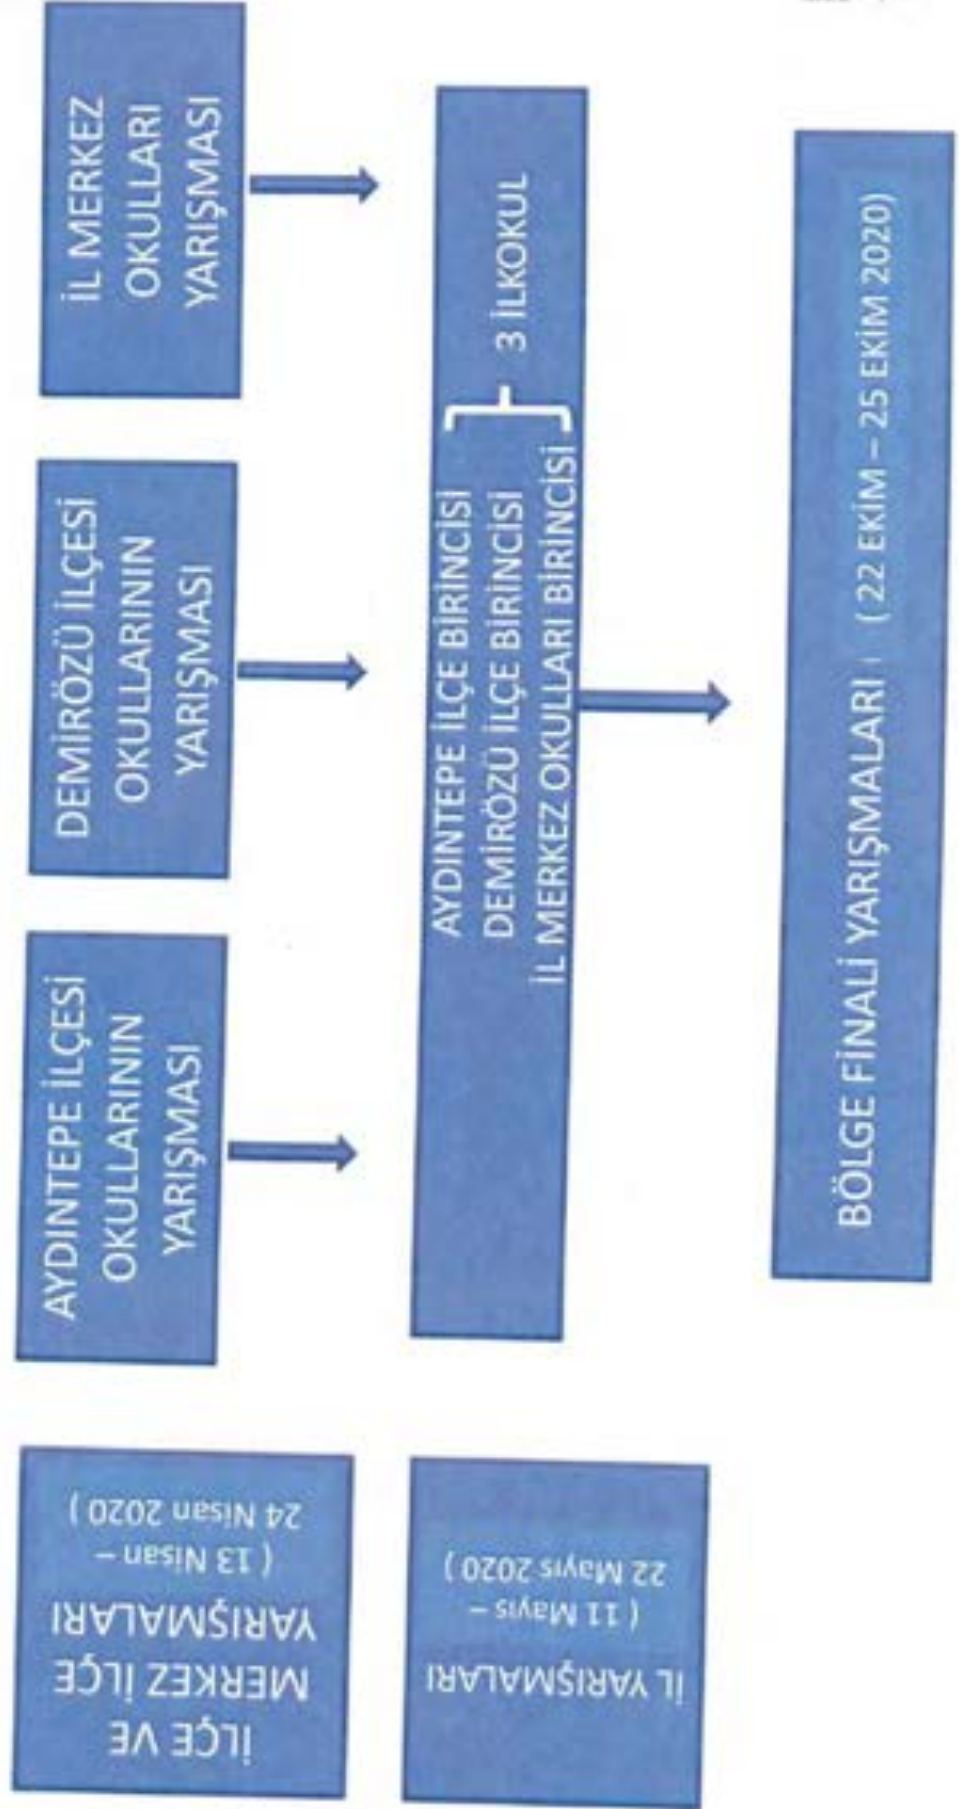 İLÇE VE
MERKEZ İLÇE
YARIŞMALARI
( 13 Nisan –
24 Nisan 2020 )
AYDINTEPE İLÇESİ
OKULLARININ
YARIŞMASI
DEMİRÖZÜ İLÇESİ
OKULLARININ
YARIŞMASI
İL MERKEZ
OKULLARI
YARIŞMASI
İL YARIŞMALARI
( 11 Mayıs –
22 Mayıs 2020 )
AYDINTEPE İLÇE BİRİNCİSİ
DEMİRÖZÜ İLÇE BİRİNCİSİ
İL MERKEZ OKULLARI BİRİNCİSİ
3 İLKOKUL
BÖLGE FİNALİ YARIŞMALARI ( 22 EKİM – 25 EKİM 2020)